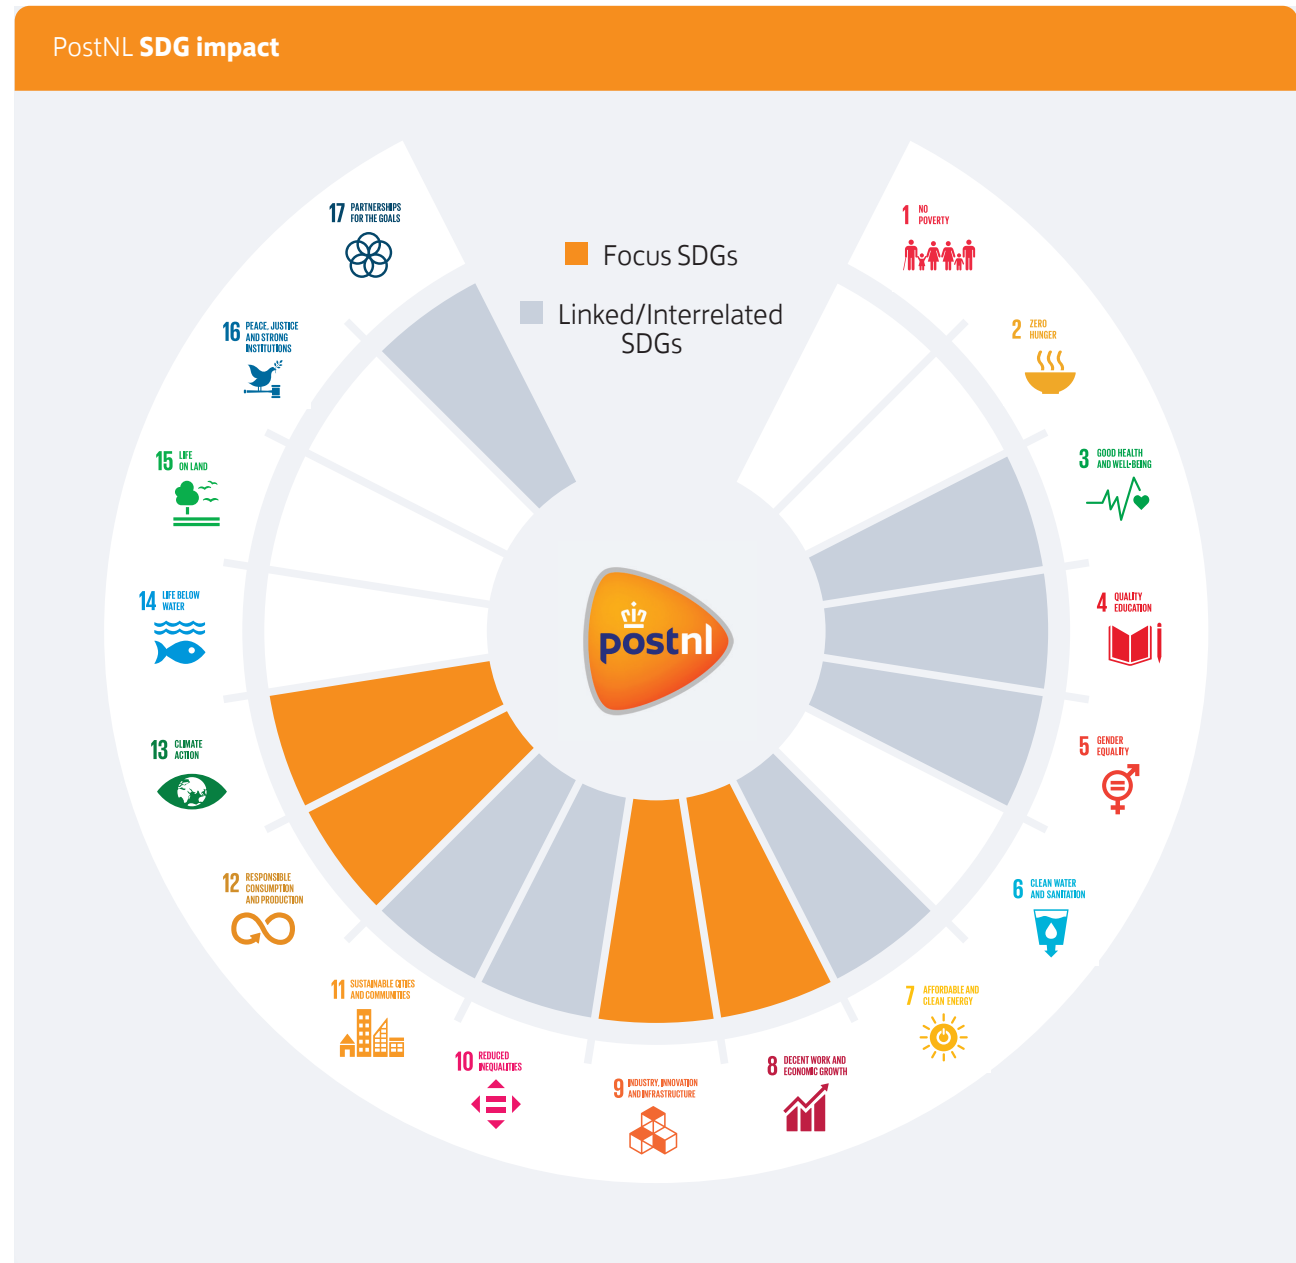 PostNL SDG impact
Focus SDGs
Linked/Interrelated
SDGs
1 NO
POVERTY
2 ZERO
HUNGER
3 GOOD HEALTH
AND WELL-BEING
4 QUALITY
EDUCATION
5 GENDER
EQUALITY
6 CLEAN WATER
AND SANITATION
7 AFFORDABLE AND
CLEAN ENERGY
8 DECENT WORK AND
ECONOMIC GROWTH
9 INDUSTRY, INNOVATION
AND INFRASTRUCTURE
10 REDUCED
INEQUALITIES
11 SUSTAINABLE CITIES
AND COMMUNITIES
12 RESPONSIBLE
CONSUMPTION
AND PRODUCTION
13 CLIMATE
ACTION
14 LIFE BELOW
WATER
15 LIFE
ON LAND
16 PEACE, JUSTICE
AND STRONG
INSTITUTIONS
17 PARTNERSHIPS
FOR THE GOALS
postnl